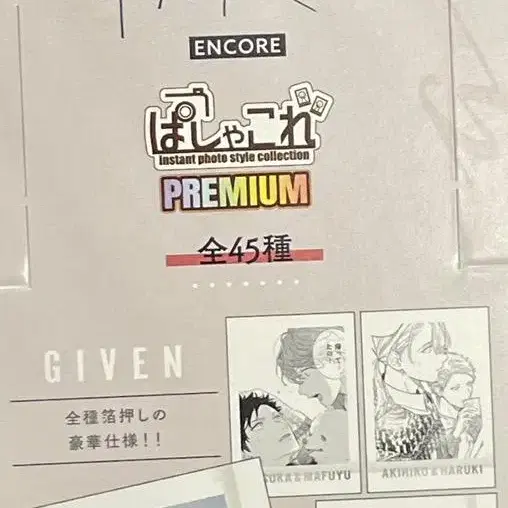 ENCORE
ぱしゃこれ
instant photo style collection
PREMIUM
全45種
GIVEN
全種箔押しの
豪華仕様!!
& MAFUYU
AKIHIKO & HARUKI